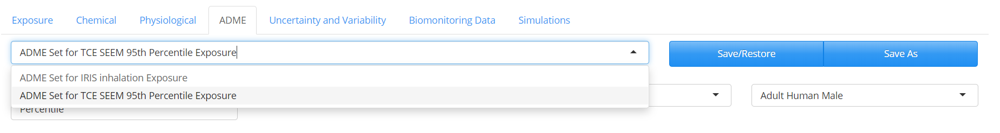 Exposure Chemical Physiological ADME Uncertainty and Variability Biomonitoring Data Simulations
ADME Set for TCE SEEM 95th Percentile Exposure Save/Restore Save As
ADME Set for IRIS inhalation Exposure
ADME Set for TCE SEEM 95th Percentile Exposure Adult Human Male
Percentile